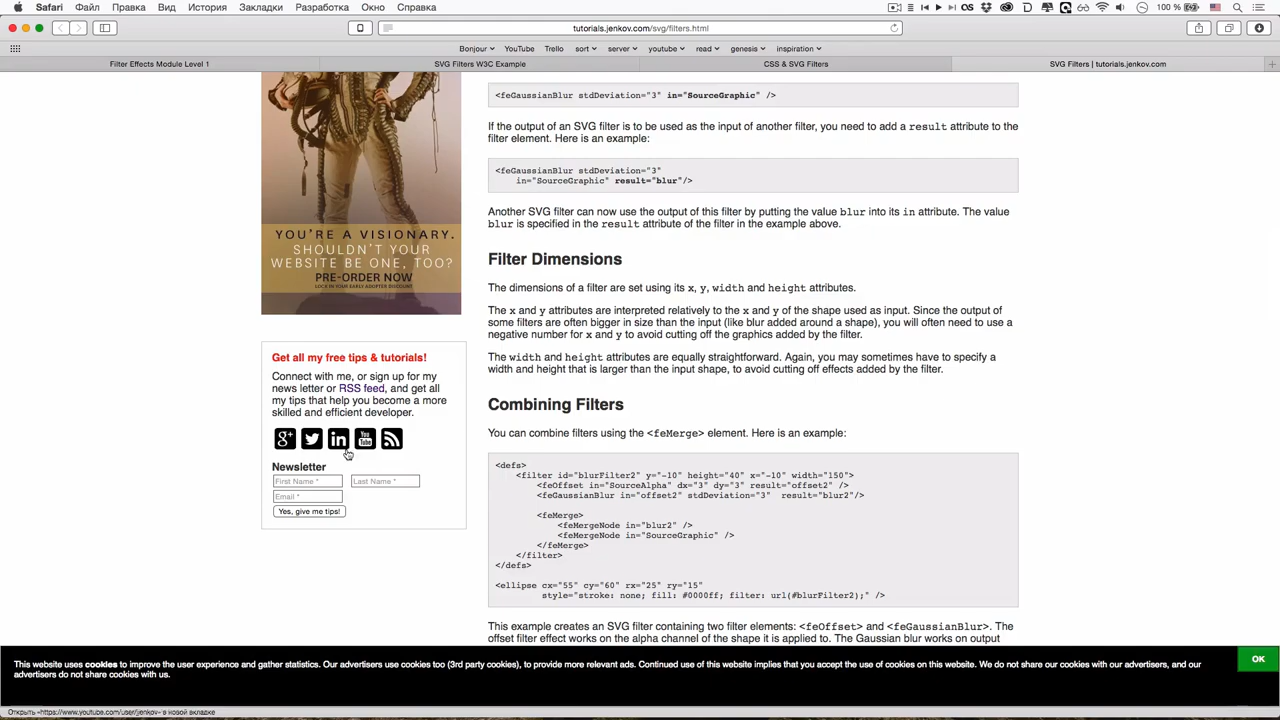 Safari Файл Правка Вид История Закладки Разработка Окно Справка 100 %
tutorials.jenkov.com/svg/filters.html
Bonjour YouTube Trello sort server youtube read genesis inspiration
Filter Effects Module Level 1 SVG Filters W3C Example CSS & SVG Filters SVG Filters | tutorials.jenkov.com
YOU'RE A VISIONARY.
SHOULDN'T YOUR
WEBSITE BE ONE, TOO?
PRE-ORDER NOW
LOCK IN YOUR EARLY ADOPTER DISCOUNT
Get all my free tips & tutorials!
Connect with me, or sign up for my
news letter or RSS feed, and get all
my tips that help you become a more
skilled and efficient developer.
g+ in You Tube
Newsletter
First Name * Last Name *
Email *
Yes, give me tips!
<feGaussianBlur stdDeviation="3" in="SourceGraphic" />
If the output of an SVG filter is to be used as the input of another filter, you need to add a result attribute to the
filter element. Here is an example:
<feGaussianBlur stdDeviation="3"
in="SourceGraphic" result="blur"/>
Another SVG filter can now use the output of this filter by putting the value blur into its in attribute. The value
blur is specified in the result attribute of the filter in the example above.
Filter Dimensions
The dimensions of a filter are set using its x, y, width and height attributes.
The x and y attributes are interpreted relatively to the x and y of the shape used as input. Since the output of
some filters are often bigger in size than the input (like blur added around a shape), you will often need to use a
negative number for x and y to avoid cutting off the graphics added by the filter.
The width and height attributes are equally straightforward. Again, you may sometimes have to specify a
width and height that is larger than the input shape, to avoid cutting off effects added by the filter.
Combining Filters
You can combine filters using the <feMerge> element. Here is an example:
<defs>
<filter id="blurFilter2" y="-10" height="40" x="-10" width="150">
<feOffset in="SourceAlpha" dx="3" dy="3" result="offset2" />
<feGaussianBlur in="offset2" stdDeviation="3" result="blur2"/>
<feMerge>
<feMergeNode in="blur2" />
<feMergeNode in="SourceGraphic" />
</feMerge>
</filter>
</defs>
<ellipse cx="55" cy="60" rx="25" ry="15"
style="stroke: none; fill: #0000ff; filter: url(#blurFilter2);" />
This example creates an SVG filter containing two filter elements: <feOffset> and <feGaussianBlur>. The
offset filter effect works on the alpha channel of the shape it is applied to. The Gaussian blur works on output
This website uses cookies to improve the user experience and gather statistics. Our advertisers use cookies too (3rd party cookies), to provide more relevant ads. Continued use of this website implies that you accept the use of cookies on this website. We do not share our cookies with our advertisers, and our
advertisers do not share cookies with us.
OK
Открыть «https://www.youtube.com/user/jenkov» в новой вкладке